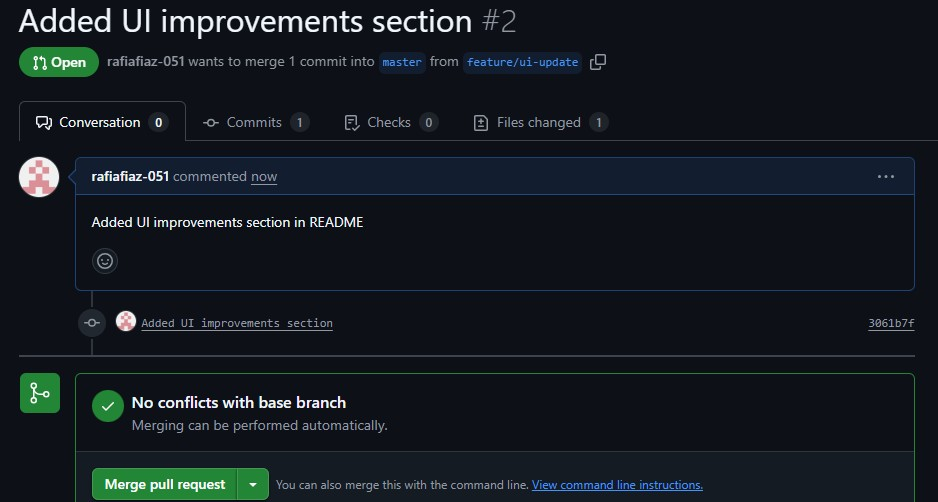 Added UI improvements section #2
Open rafiafiaz-051 wants to merge 1 commit into master from feature/ui-update
Conversation 0 Commits 1 Checks 0 Files changed 1
rafiafiaz-051 commented now
Added UI improvements section in README
Added UI improvements section 3061b7f
No conflicts with base branch
Merging can be performed automatically.
Merge pull request You can also merge this with the command line. View command line instructions.